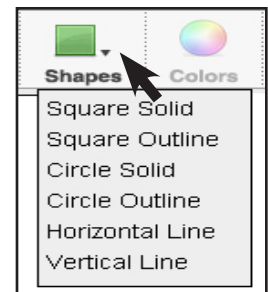 Shapes Colors
Square Solid
Square Outline
Circle Solid
Circle Outline
Horizontal Line
Vertical Line